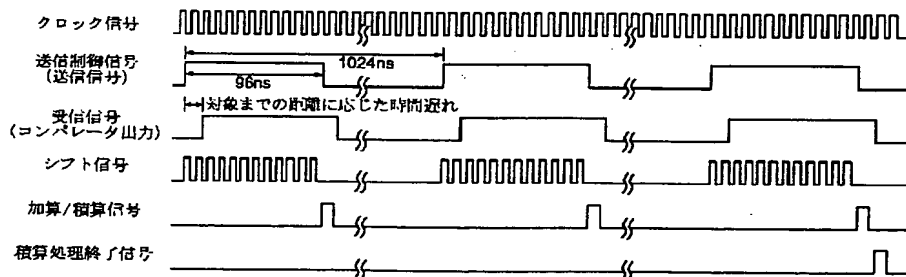 クロック信号
送信制御信号
(送信信号)
1024ns
96ns
対象までの距離に応じた時間遅れ
受信信号
(コンパレータ出力)
シフト信号
加算/積算信号
積算処理終了信号